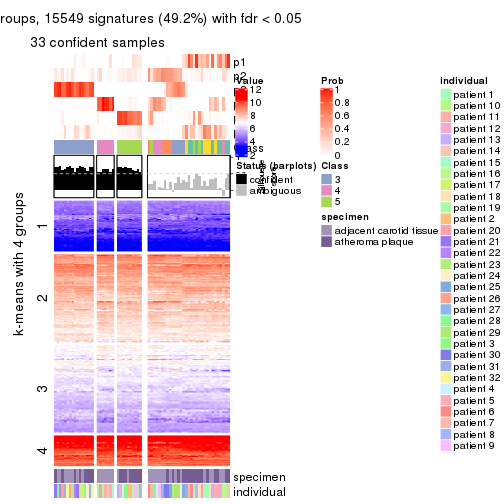 roups, 15549 signatures (49.2%) with fdr < 0.05
33 confident samples
p1
p2
Class
Value
12
10
8
6
4
2
0
Prob
1
0.8
0.6
0.4
0.2
0
Status (barplots)
confident
ambiguous
Class
3
4
5
specimen
adjacent carotid tissue
atheroma plaque
individual
patient 1
patient 10
patient 11
patient 12
patient 13
patient 14
patient 15
patient 16
patient 17
patient 18
patient 19
patient 2
patient 20
patient 21
patient 22
patient 23
patient 24
patient 25
patient 26
patient 27
patient 28
patient 29
patient 3
patient 30
patient 31
patient 32
patient 4
patient 5
patient 6
patient 7
patient 8
patient 9
k-means with 4 groups
1
2
3
4
specimen
individual